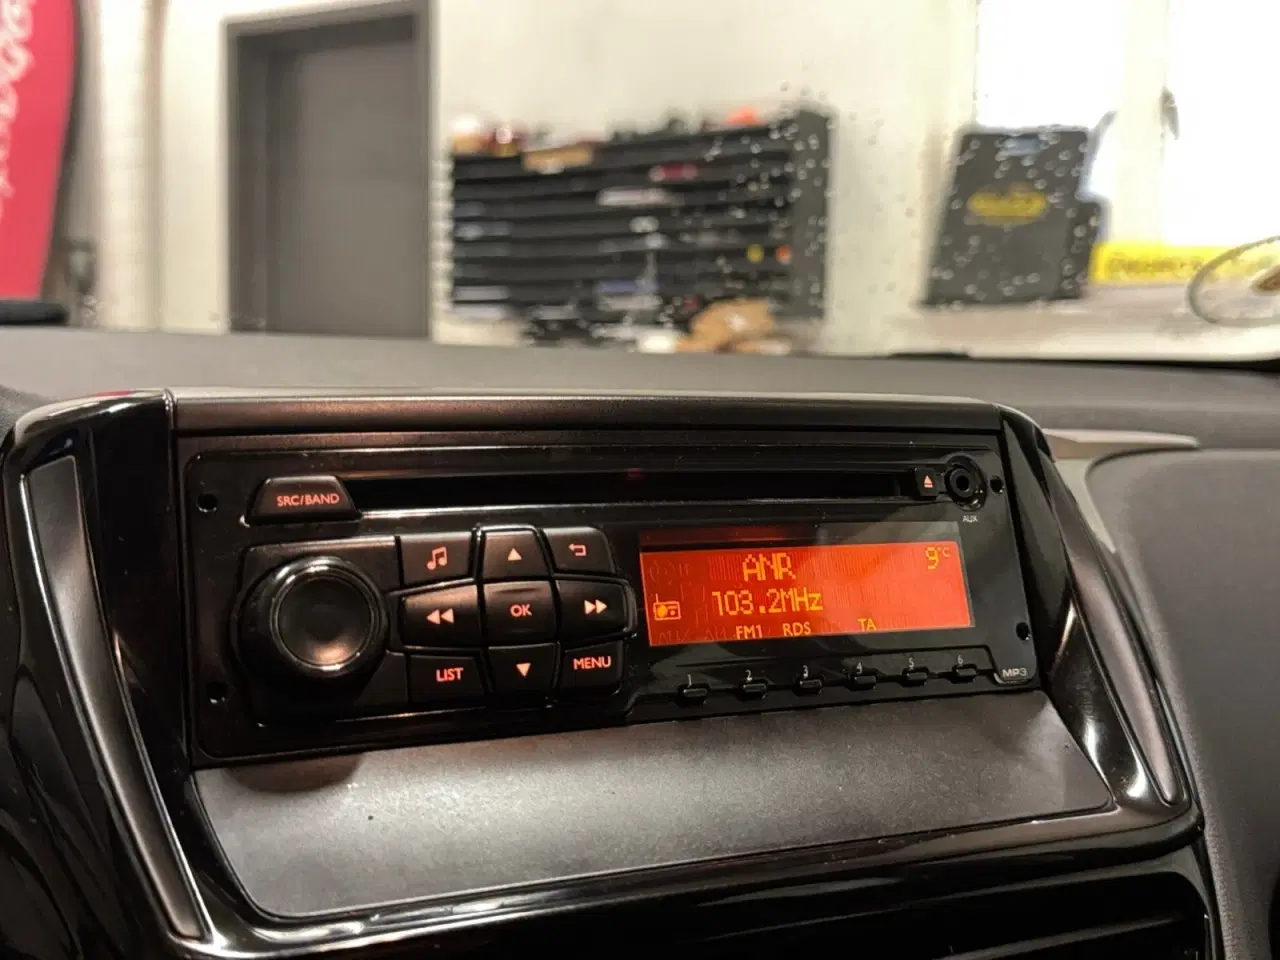 SRC/BAND
AUX
ANR
9°C
103.2MHz
FM1 RDS TA
OK
LIST
MENU
1 2 3 4 5 6
MP3